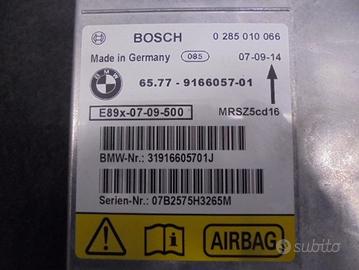 BOSCH 0 285 010 066
Made in Germany 085 07-09-14
BMW
65.77 - 9166057-01
E89x-07-09-500 MRSZ5cd16
BMW-Nr.: 31916605701J
Serien-Nr.: 07B2575H3265M
AIRBAG
subito